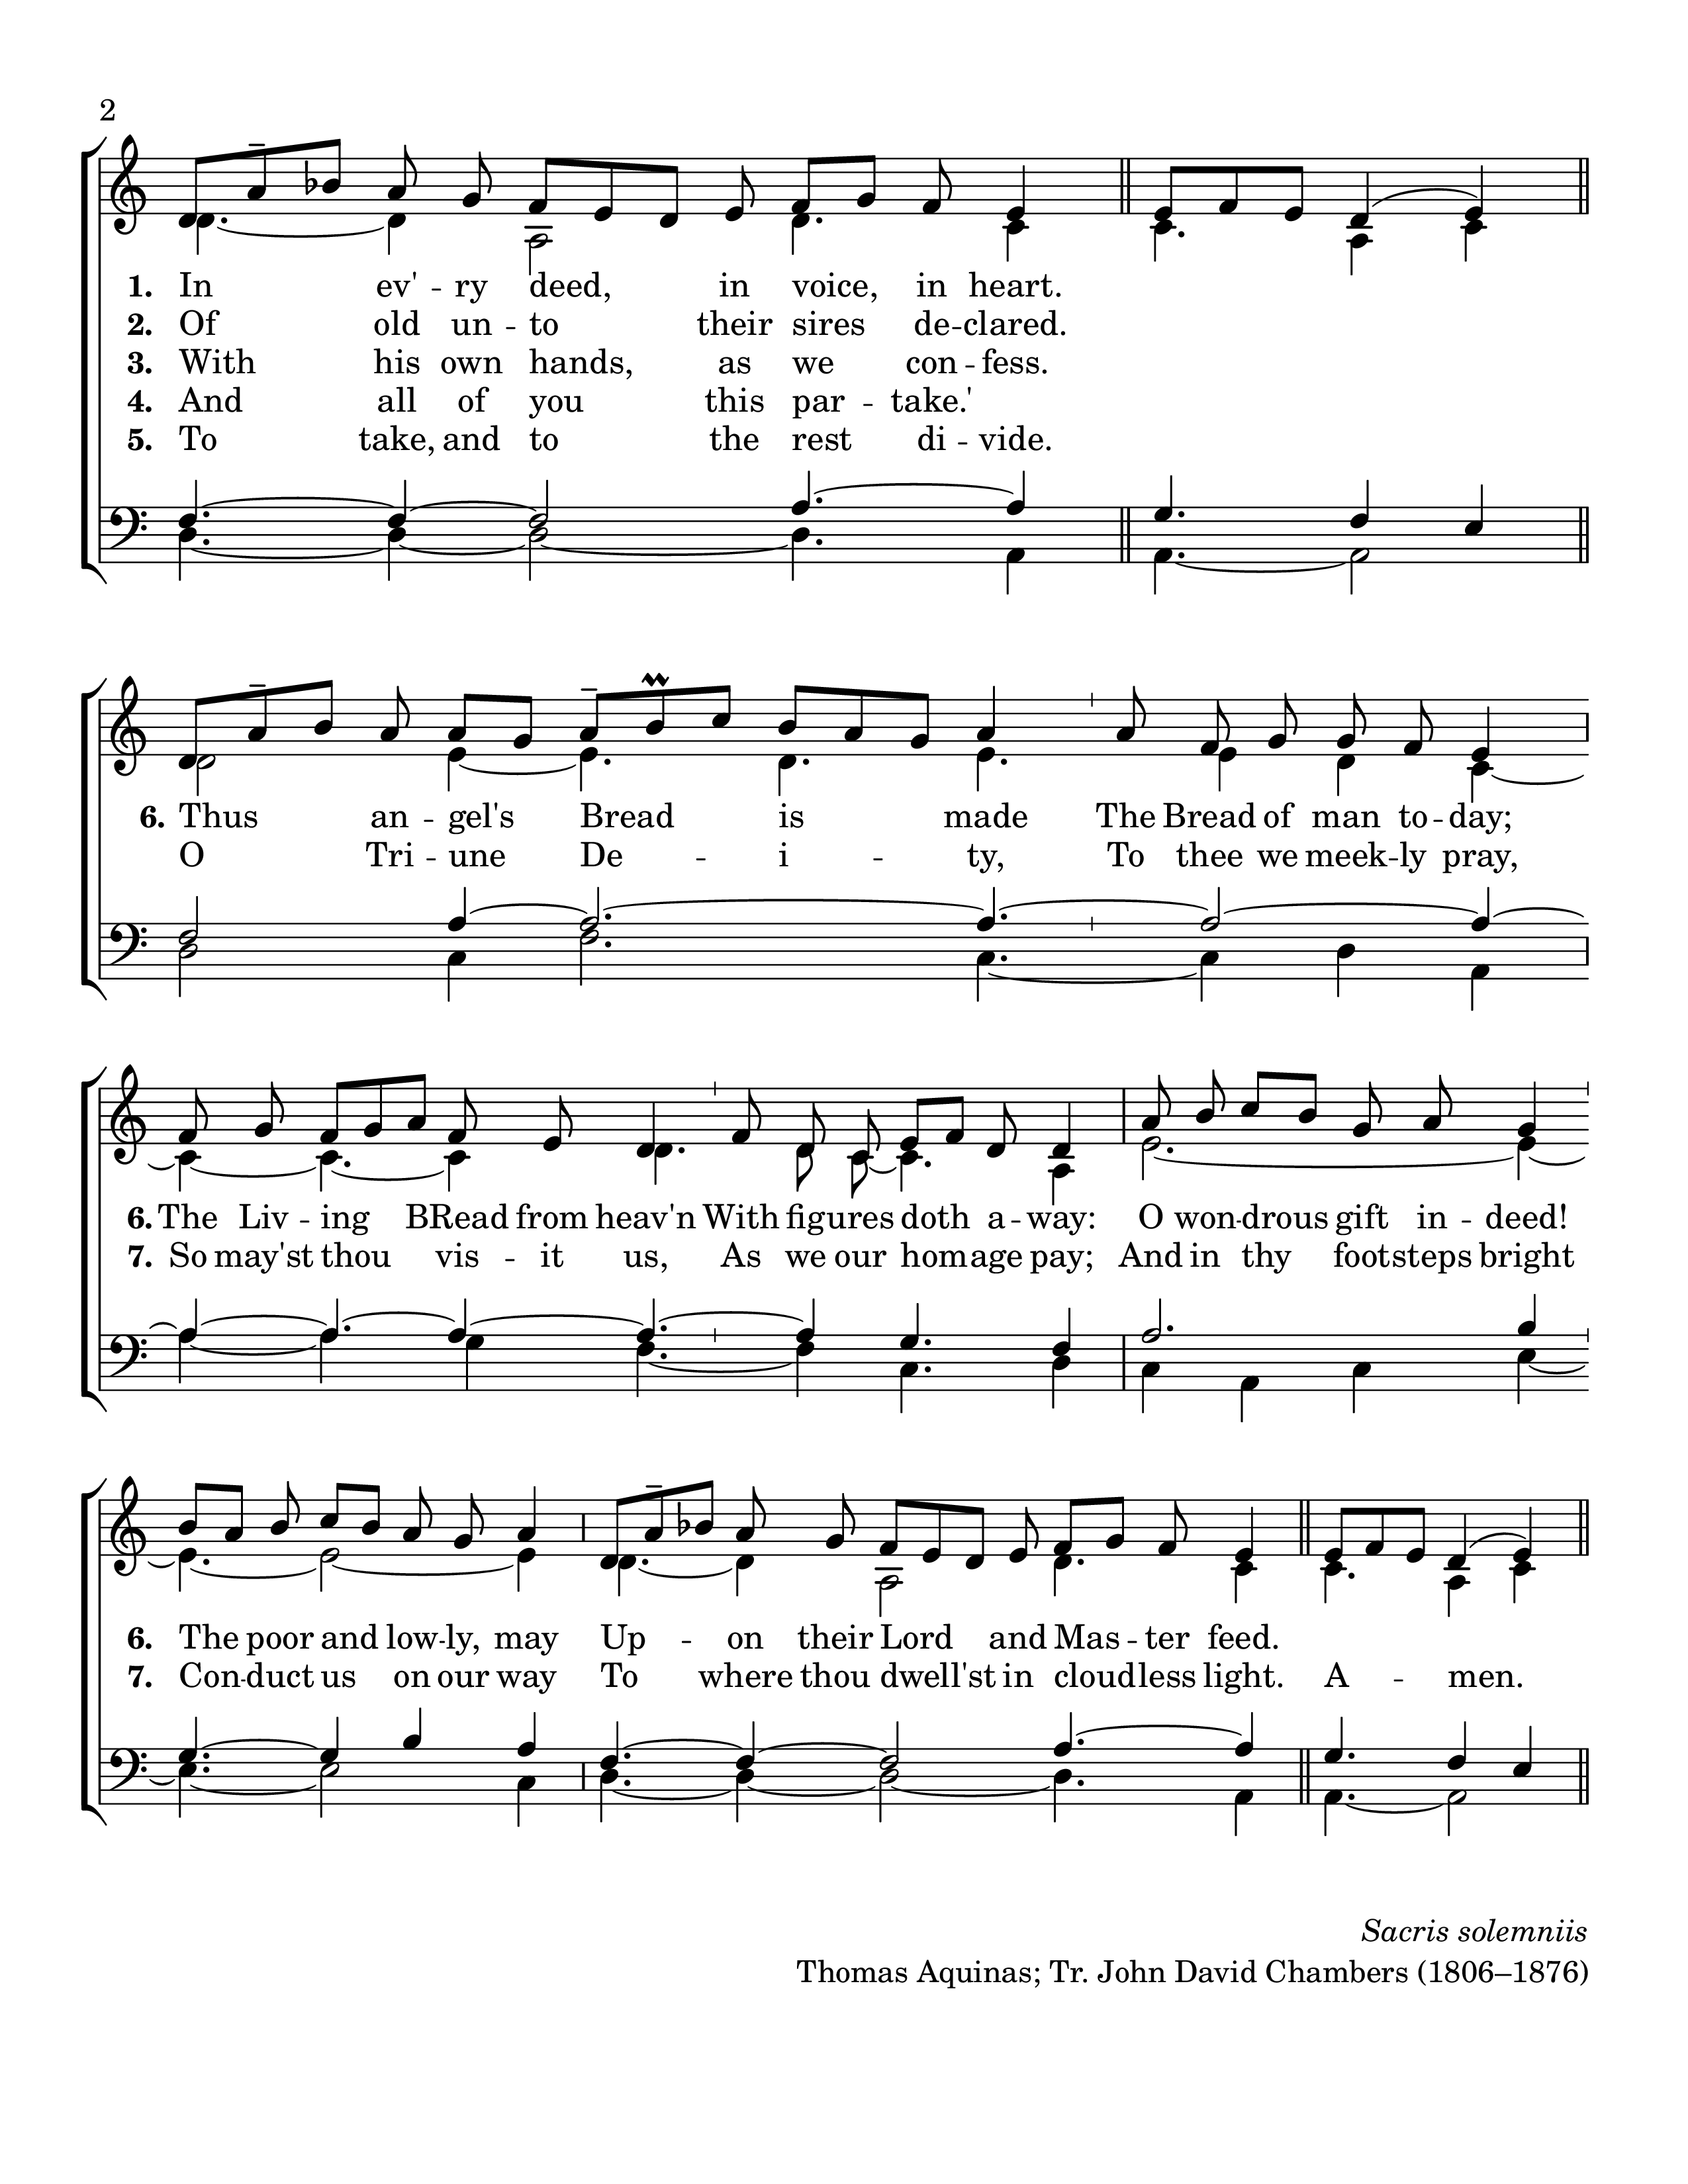 2
1. In ev' -- ry deed, in voice, in heart.
2. Of old un -- to their sires de -- clared.
3. With his own hands, as we con -- fess.
4. And all of you this par -- take.'
5. To take, and to the rest di -- vide.
6. Thus an -- gel's Bread is made The Bread of man to -- day;
O Tri -- une De -- i -- ty, To thee we meek -- ly pray,
6. The Liv -- ing BRead from heav'n With figures doth a -- way: O won -- drous gift in -- deed!
7. So may'st thou vis -- it us, As we our homage pay; And in thy footsteps bright
6. The poor and low -- ly, may Up -- on their Lord and Mas -- ter feed.
7. Con -- duct us on our way To where thou dwell'st in cloudless light. A -- men.
Sacris solemniis
Thomas Aquinas; Tr. John David Chambers (1806–1876)